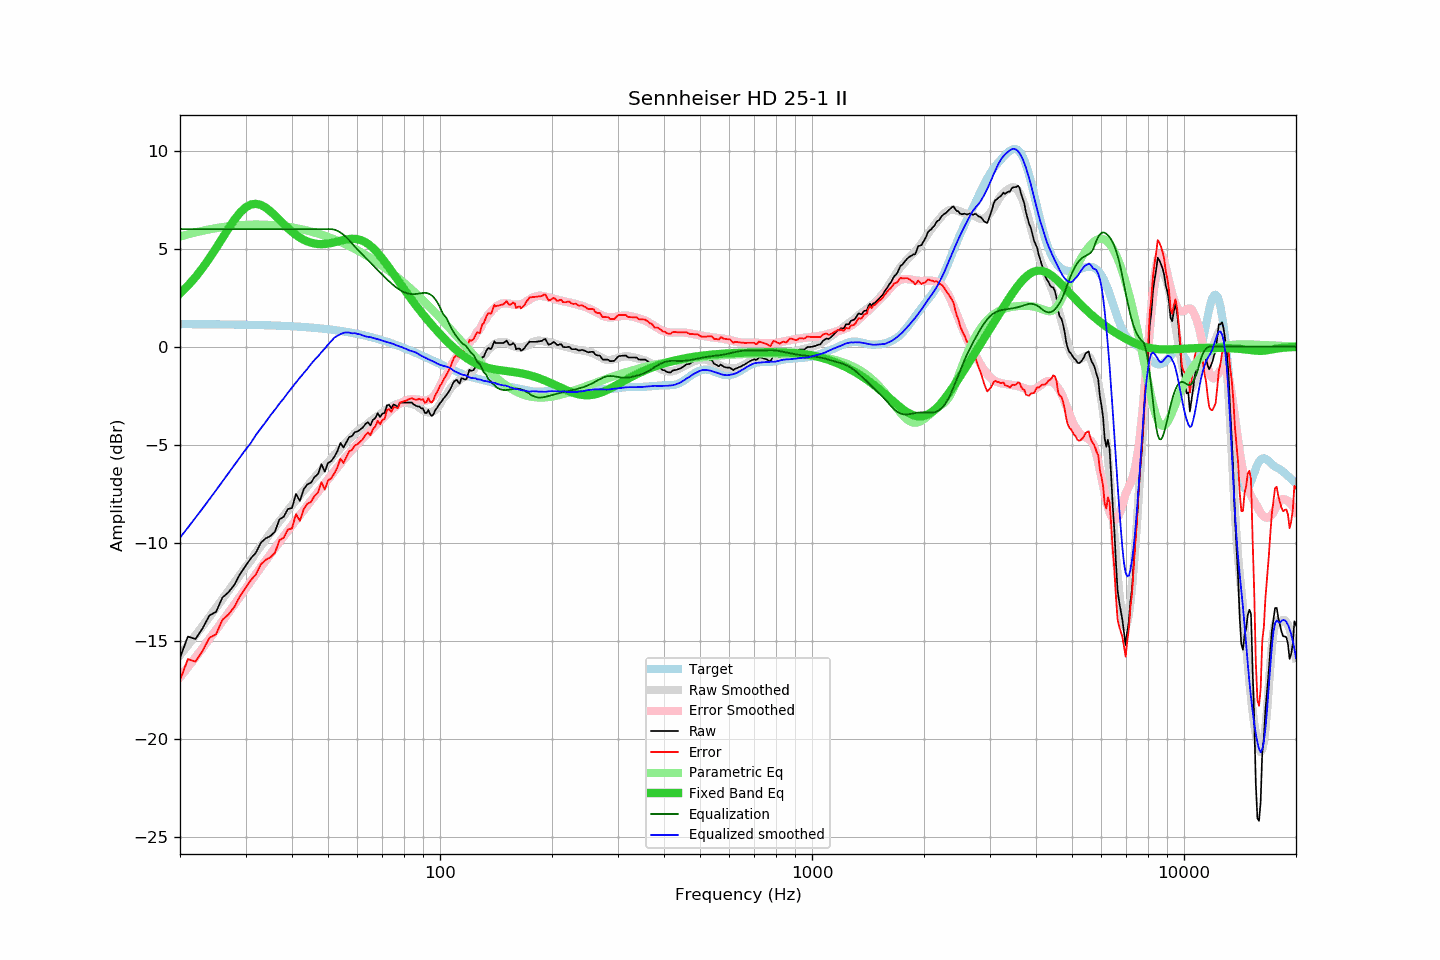 Sennheiser HD 25-1 II
10
5
0
−5
−10
−15
−20
−25
Amplitude (dBr)
Target
Raw Smoothed
Error Smoothed
Raw
Error
Parametric Eq
Fixed Band Eq
Equalization
Equalized smoothed
100
1000
10000
Frequency (Hz)